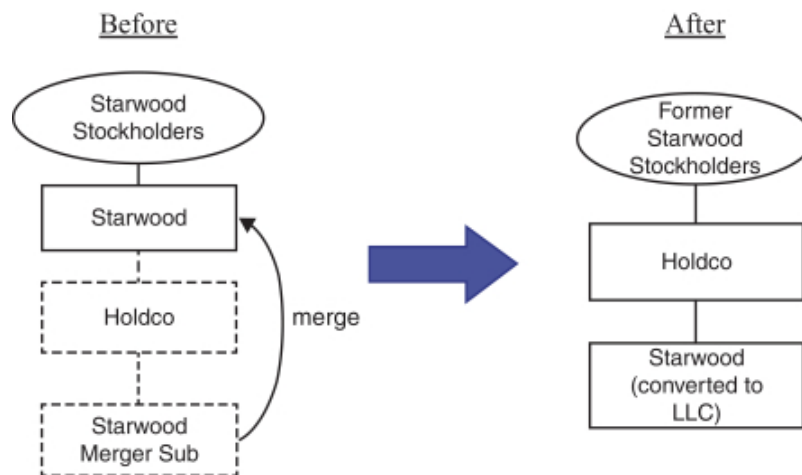 Before
Starwood
Stockholders
Starwood
Holdco
merge
Starwood
Merger Sub
After
Former
Starwood
Stockholders
Holdco
Starwood
(converted to
LLC)